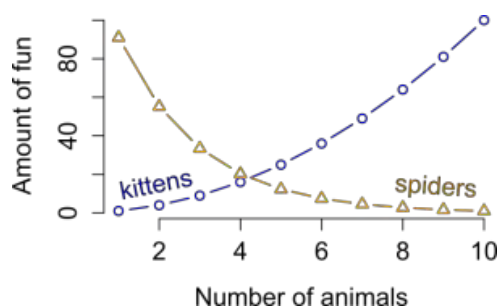 Amount of fun
80
40
0
kittens
spiders
2 4 6 8 10
Number of animals